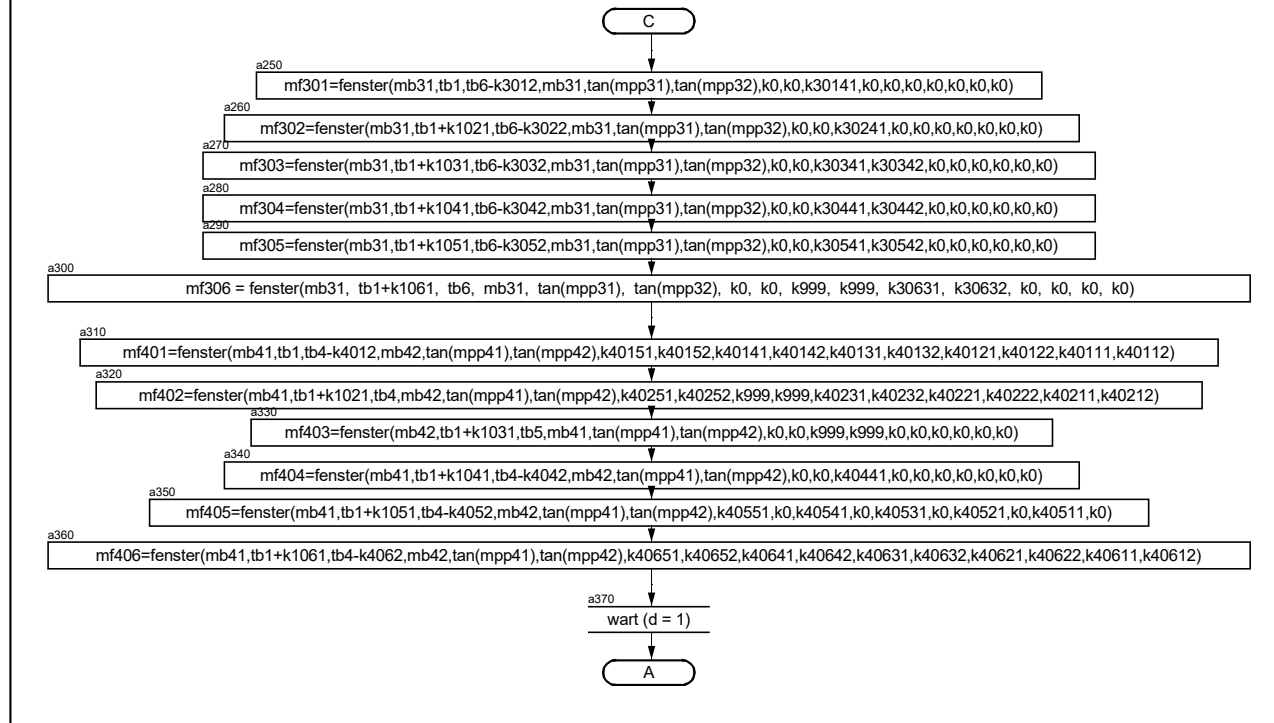 C
a250
mf301=fenster(mb31,tb1,tb6-k3012,mb31,tan(mpp31),tan(mpp32),k0,k0,k30141,k0,k0,k0,k0,k0,k0,k0)
a260
mf302=fenster(mb31,tb1+k1021,tb6-k3022,mb31,tan(mpp31),tan(mpp32),k0,k0,k30241,k0,k0,k0,k0,k0,k0,k0)
a270
mf303=fenster(mb31,tb1+k1031,tb6-k3032,mb31,tan(mpp31),tan(mpp32),k0,k0,k30341,k30342,k0,k0,k0,k0,k0,k0)
a280
mf304=fenster(mb31,tb1+k1041,tb6-k3042,mb31,tan(mpp31),tan(mpp32),k0,k0,k30441,k30442,k0,k0,k0,k0,k0,k0)
a290
mf305=fenster(mb31,tb1+k1051,tb6-k3052,mb31,tan(mpp31),tan(mpp32),k0,k0,k30541,k30542,k0,k0,k0,k0,k0,k0)
a300
mf306 = fenster(mb31, tb1+k1061, tb6, mb31, tan(mpp31), tan(mpp32), k0, k0, k999, k999, k30631, k30632, k0, k0, k0, k0)
a310
mf401=fenster(mb41,tb1,tb4-k4012,mb42,tan(mpp41),tan(mpp42),k40151,k40152,k40141,k40142,k40131,k40132,k40121,k40122,k40111,k40112)
a320
mf402=fenster(mb41,tb1+k1021,tb4,mb42,tan(mpp41),tan(mpp42),k40251,k40252,k999,k999,k40231,k40232,k40221,k40222,k40211,k40212)
a330
mf403=fenster(mb42,tb1+k1031,tb5,mb41,tan(mpp41),tan(mpp42),k0,k0,k999,k999,k0,k0,k0,k0,k0,k0)
a340
mf404=fenster(mb41,tb1+k1041,tb4-k4042,mb42,tan(mpp41),tan(mpp42),k0,k0,k40441,k0,k0,k0,k0,k0,k0,k0)
a350
mf405=fenster(mb41,tb1+k1051,tb4-k4052,mb42,tan(mpp41),tan(mpp42),k40551,k0,k40541,k0,k40531,k0,k40521,k0,k40511,k0)
a360
mf406=fenster(mb41,tb1+k1061,tb4-k4062,mb42,tan(mpp41),tan(mpp42),k40651,k40652,k40641,k40642,k40631,k40632,k40621,k40622,k40611,k40612)
a370
wart (d = 1)
A